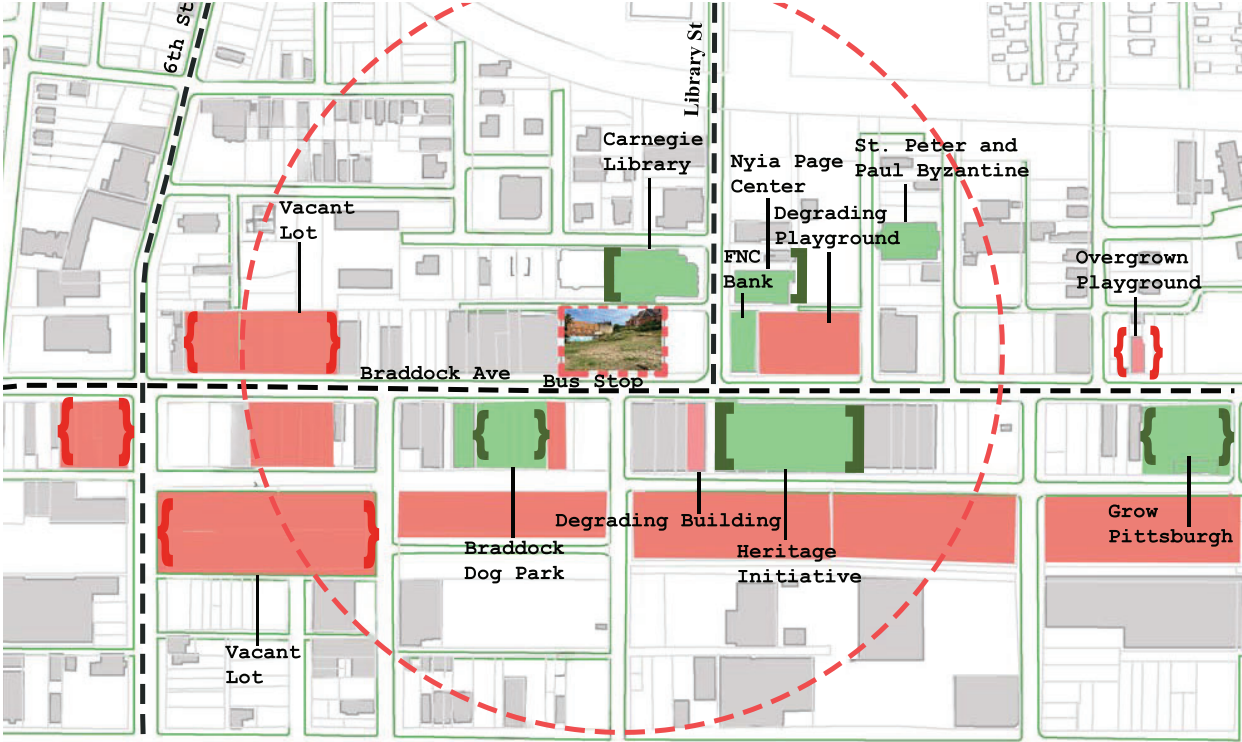 6th St
Library St
Carnegie
Library
Nyia Page
Center
St. Peter and
Paul Byzantine
Vacant
Lot
Degrading
Playground
FNC
Bank
Overgrown
Playground
Braddock Ave
Bus Stop
Degrading Building
Braddock
Dog Park
Heritage
Initiative
Grow
Pittsburgh
Vacant
Lot